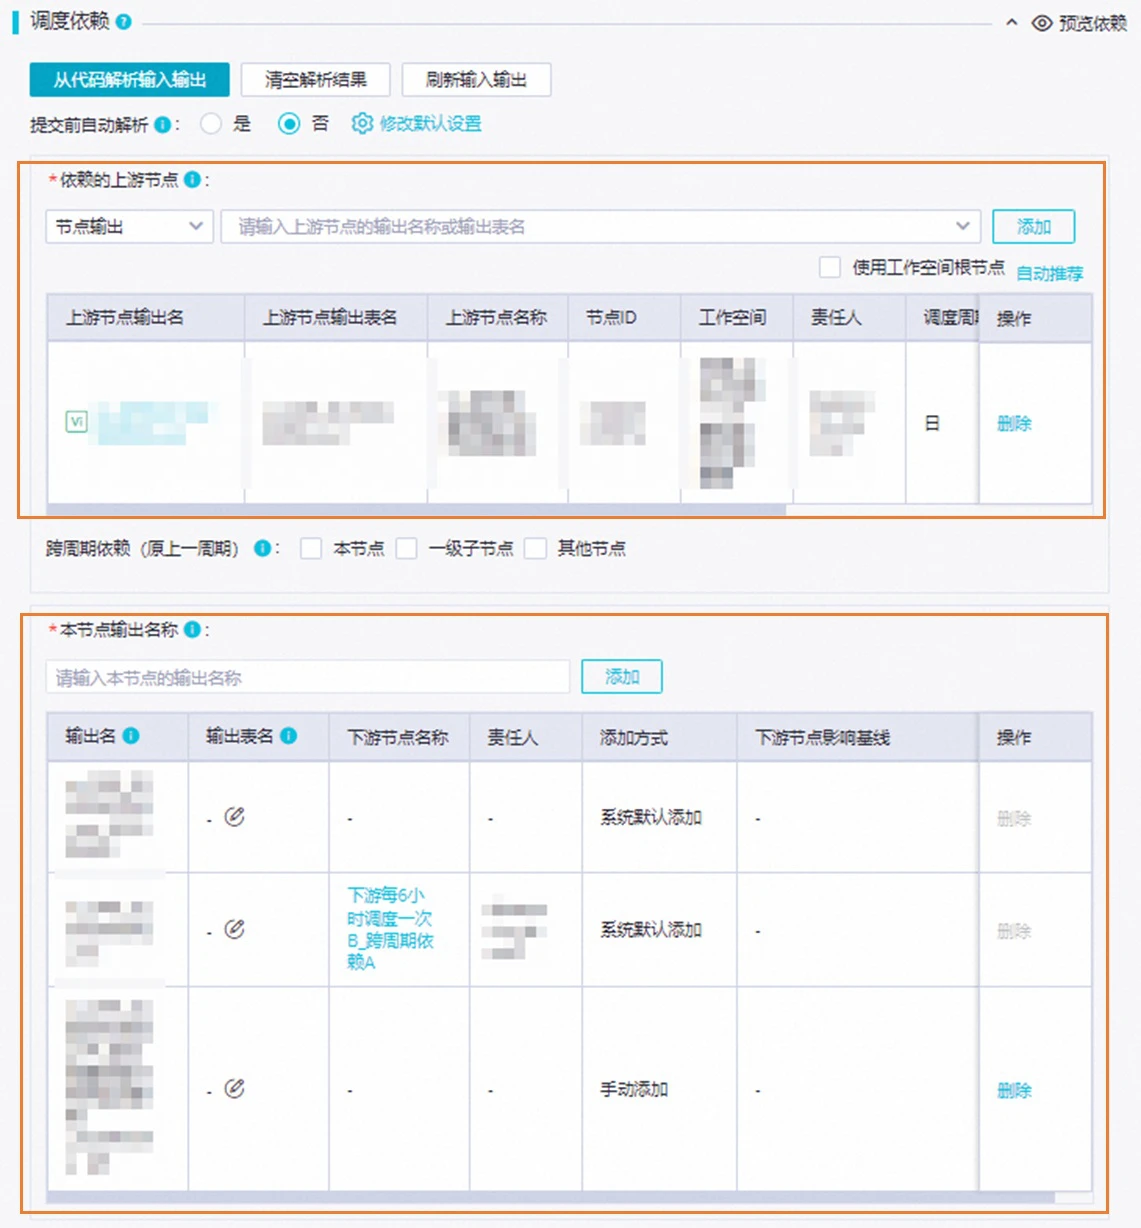 调度依赖
预览依赖
从代码解析输入输出 清空解析结果 刷新输入输出
提交前自动解析 : 是 否 修改默认设置
*依赖的上游节点 :
节点输出 请输入上游节点的输出名称或输出表名 添加
使用工作空间根节点 自动推荐
上游节点输出名 上游节点输出表名 上游节点名称 节点ID 工作空间 责任人 调度周 操作
Vi 日 删除
跨周期依赖（原上一周期） : 本节点 一级子节点 其他节点
*本节点输出名称 :
请输入本节点的输出名称 添加
输出名 输出表名 下游节点名称 责任人 添加方式 下游节点影响基线 操作
- - - 系统默认添加 - 删除
下游每6小
时调度一次
B_跨周期依
赖A
- 系统默认添加 - 删除
- - - 手动添加 - 删除